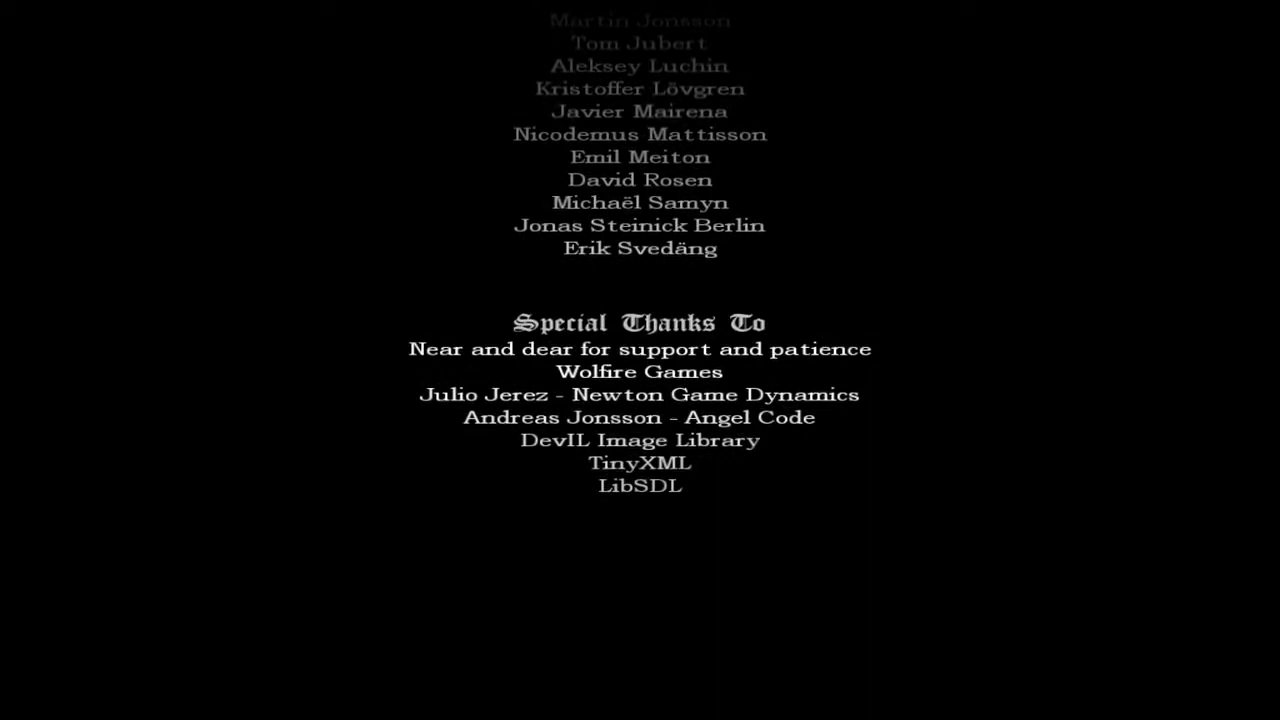 Martin Jonsson
Tom Jubert
Aleksey Luchin
Kristoffer Lövgren
Javier Mairena
Nicodemus Mattisson
Emil Meiton
David Rosen
Michaël Samyn
Jonas Steinick Berlin
Erik Svedäng
Special Thanks To
Near and dear for support and patience
Wolfire Games
Julio Jerez - Newton Game Dynamics
Andreas Jonsson - Angel Code
DevIL Image Library
TinyXML
LibSDL